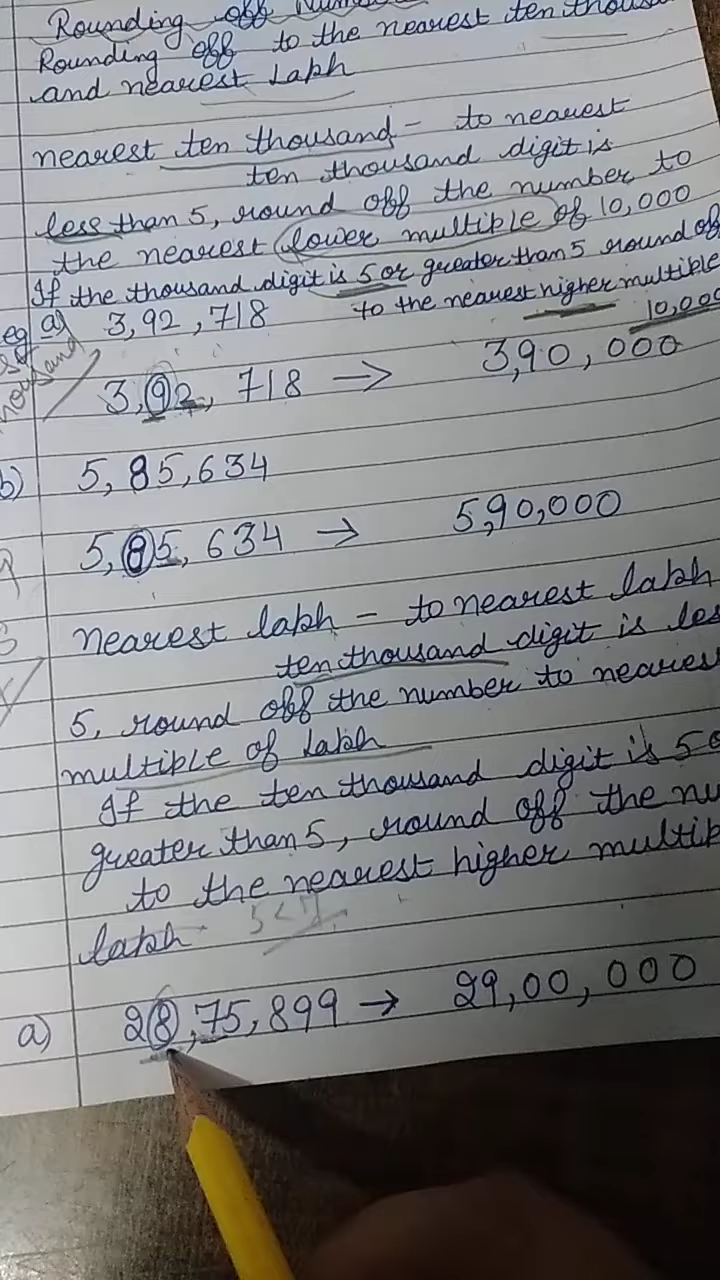 Rounding off
Rounding off to the nearest ten
and nearest Lakh
nearest ten thousand - to nearest
ten thousand digit is
less than 5, round off the number to
the nearest lower multiple of 10,000
If the thousand digit is 5 or greater than 5 round of
to the nearest higher multiple
10,000
eg a) 3,92,718
3,92,718 → 3,90,000
b) 5,85,634
5,85,634 → 5,90,000
nearest lakh - to nearest lakh
ten thousand digit is
5, round off the number to
multiple of lakh
If the ten thousand digit is 5
greater than 5, round off the
to the nearest higher
lakh
a) 28,75,899 → 29,00,000